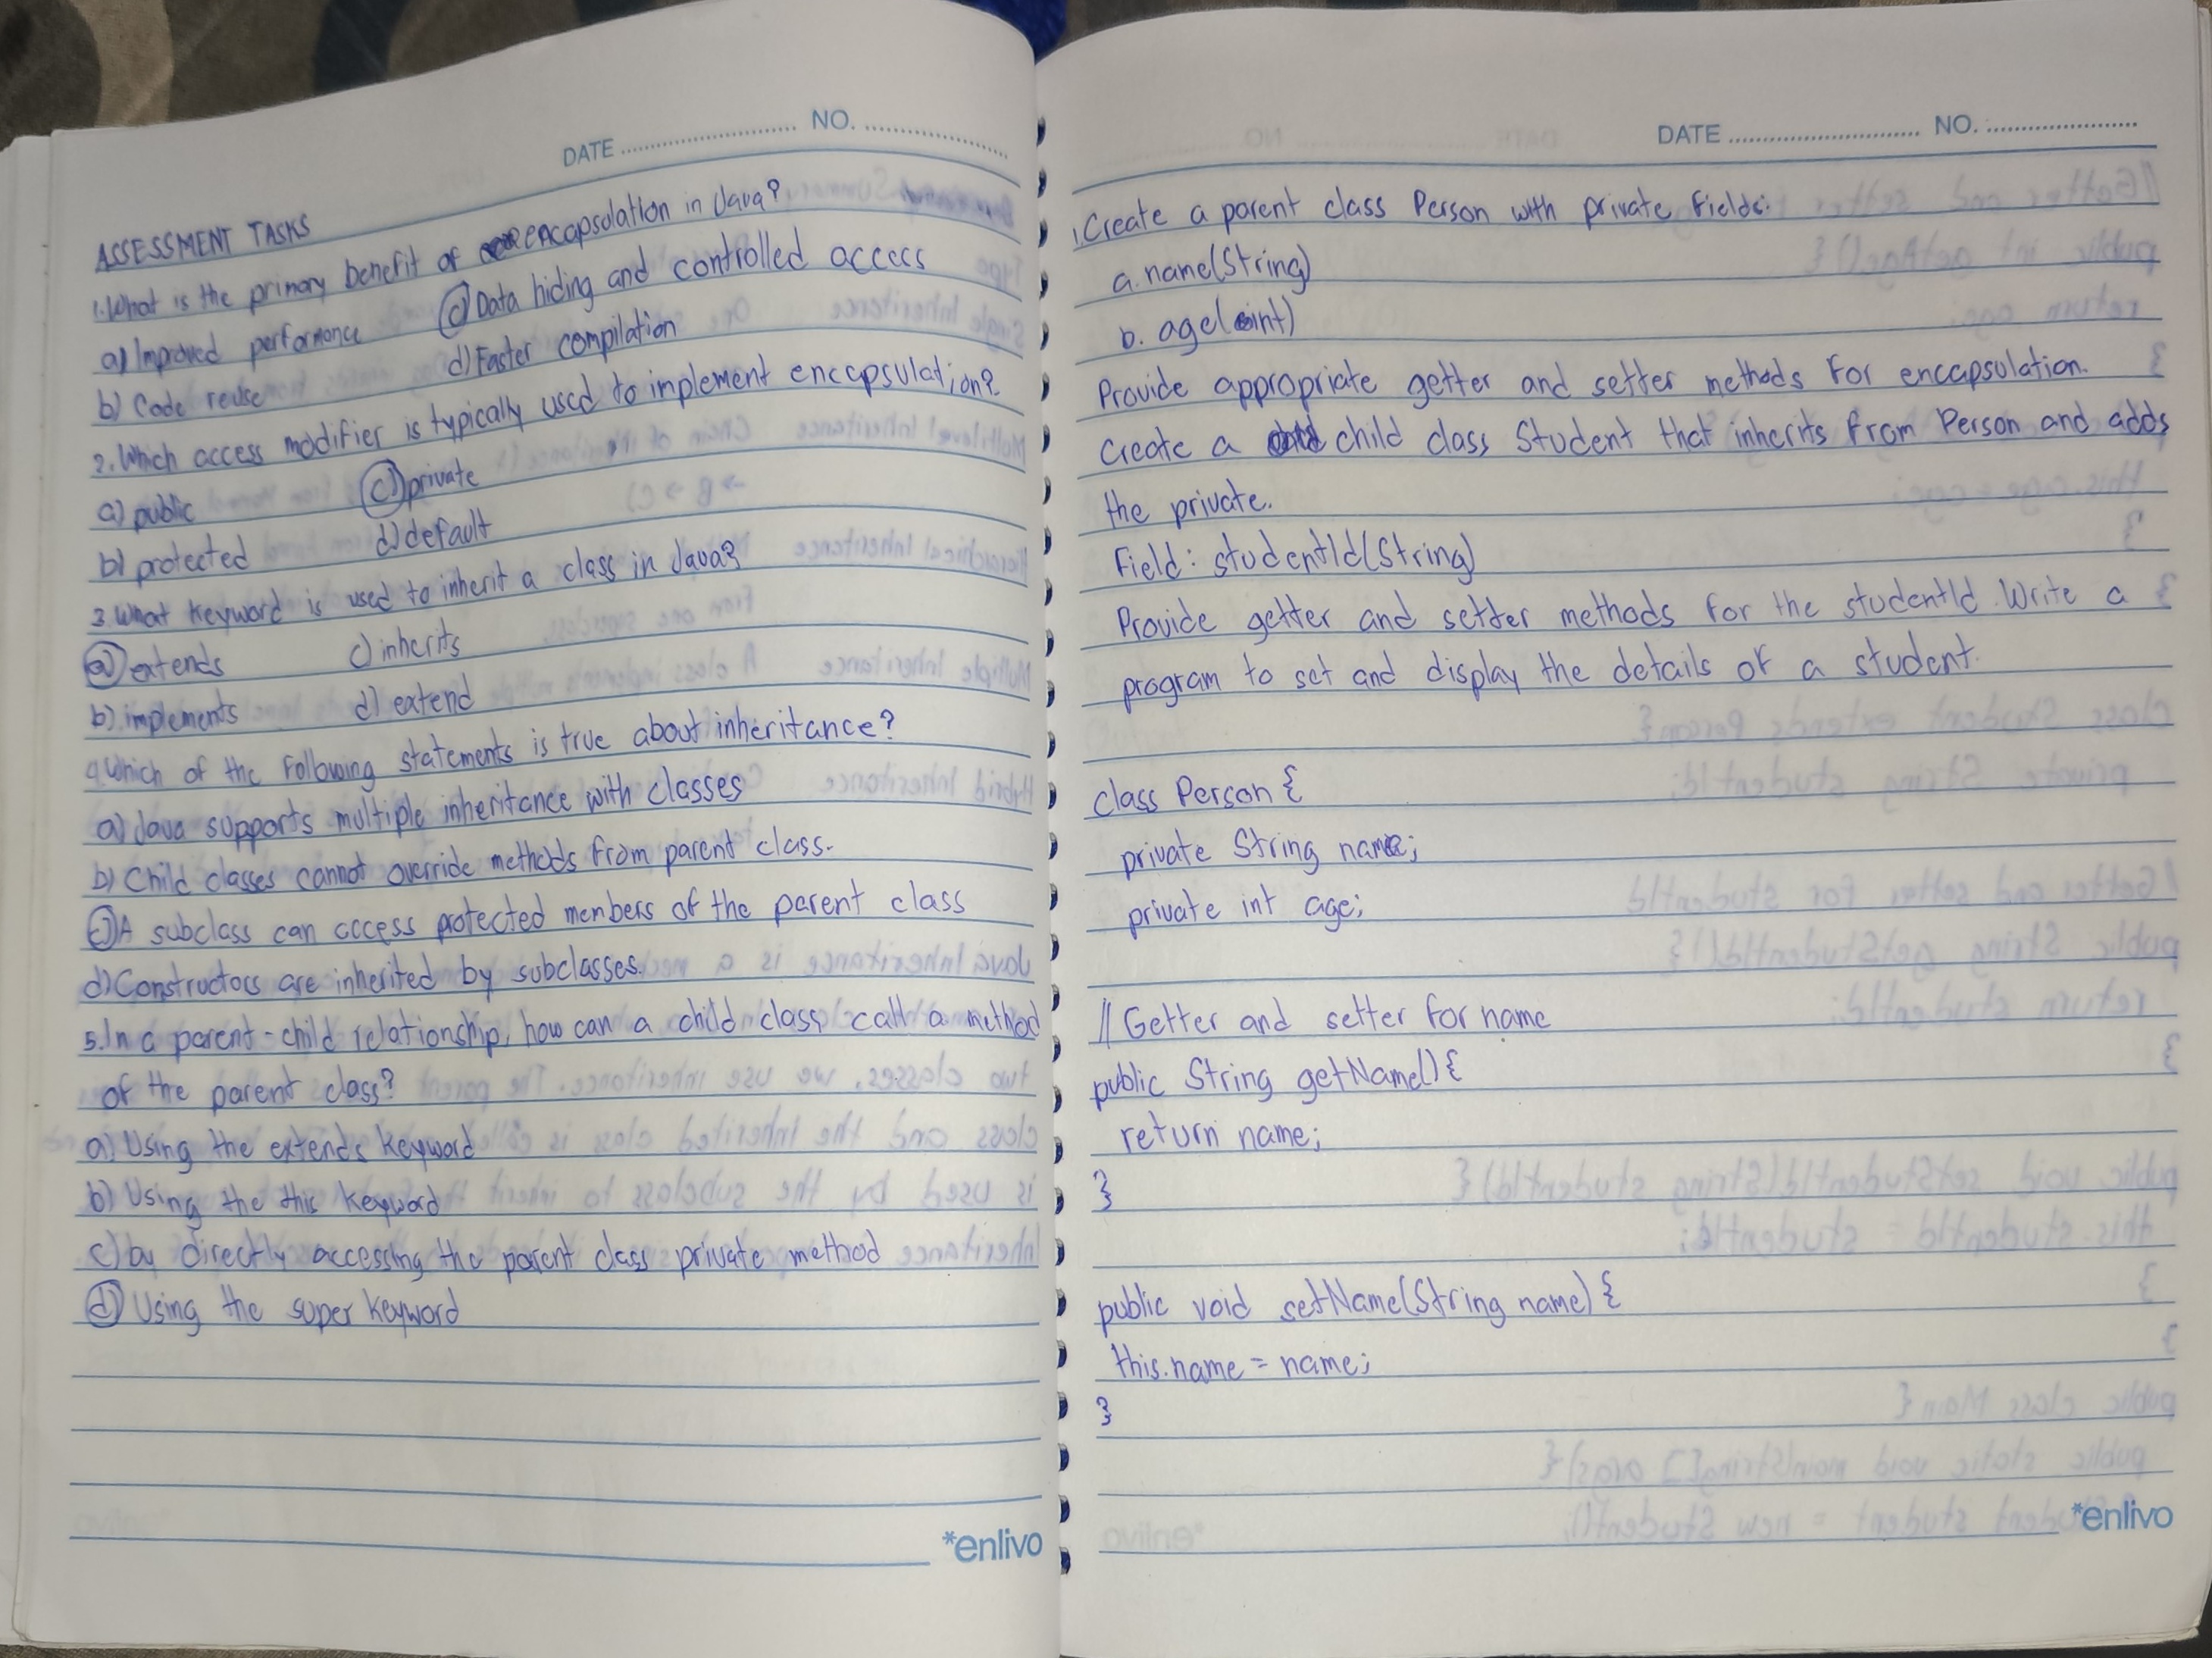 DATE NO.
ASSESSMENT TASKS
1.What is the primary benefit of encapsulation in Java?
a) Improved performance c) Data hiding and controlled access
b) Code reuse d) Faster compilation
2.Which access modifier is typically used to implement encapsulation?
a) public c) private
b) protected d) default
3.What keyword is used to inherit a class in Java?
a) extends c) inherits
b) implements d) extend
4.Which of the following statements is true about inheritance?
a) Java supports multiple inheritance with classes
b) Child classes cannot override methods from parent class.
c) A subclass can access protected members of the parent class
d) Constructors are inherited by subclasses.
5.In a parent-child relationship, how can a child class call a method
of the parent class?
a) Using the extends keyword
b) Using the this keyword
c) by directly accessing the parent class private method
d) Using the super keyword
*enlivo
DATE NO.
1.Create a parent class Person with private fields:
a. name(String)
b. age(int)
Provide appropriate getter and setter methods for encapsulation.
Create a child class Student that inherits from Person and adds
the private.
Field: studentId(String)
Provide getter and setter methods for the studentId. Write a
program to set and display the details of a student.
class Person {
private String name;
private int age;
// Getter and setter for name
public String getName(){
return name;
}
public void setName(String name) {
this.name = name;
}
*enlivo